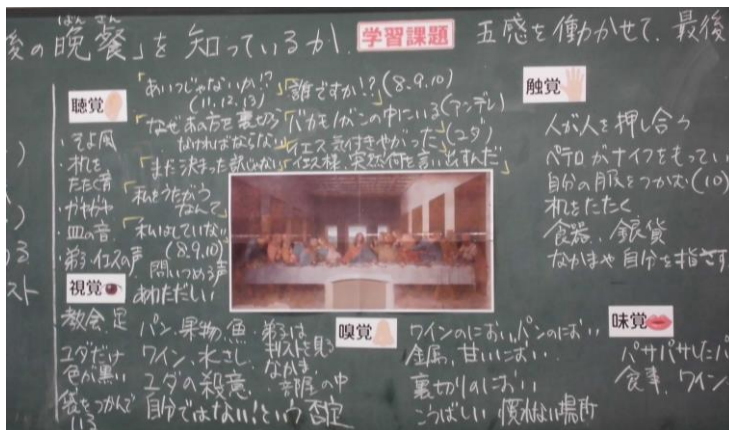 ばん さん
後の晩餐」を知っているか.
学習課題
五感を働かせて、最後
聴覚
・そよ風
・机を
たたく音
・ガヤガヤ
・皿の音
・弟子・イエスの声
「あいつじゃないか!?
(11.12.13)
「誰ですか!?」(8.9.10)
「なぜあの方を裏切ら
なければならない
「バカモノがこの中にいる(アンデレ)
「イエス気付きやがった」(ユダ)
「まだ決まった訳じゃない
「イエス様、突然何を言い出すんだ」
「私をうたがう
なんて」
「私はしていない」
(8.9.10)
問いつめる声
あわただしい
触覚
人が人を押し合う
ペテロがナイフをもってい
自分の服をつかむ(10)
机をたたく
食器、銀貨
なかまや自分を指さす
視覚
教会、足
ユダだけ
色が黒い
袋をつかんで
いる
パン、果物、魚
ワイン、水さし
ユダの殺意
自分ではない!という否定
弟子は
キリストを見る
なかま
部屋の中
嗅覚
ワインのにおい、パンのにおい
金属、甘いにおい
裏切りのにおい
こうばしい 慣れない場所
味覚
パサパサしたパ
食事、ワイン
る
スト